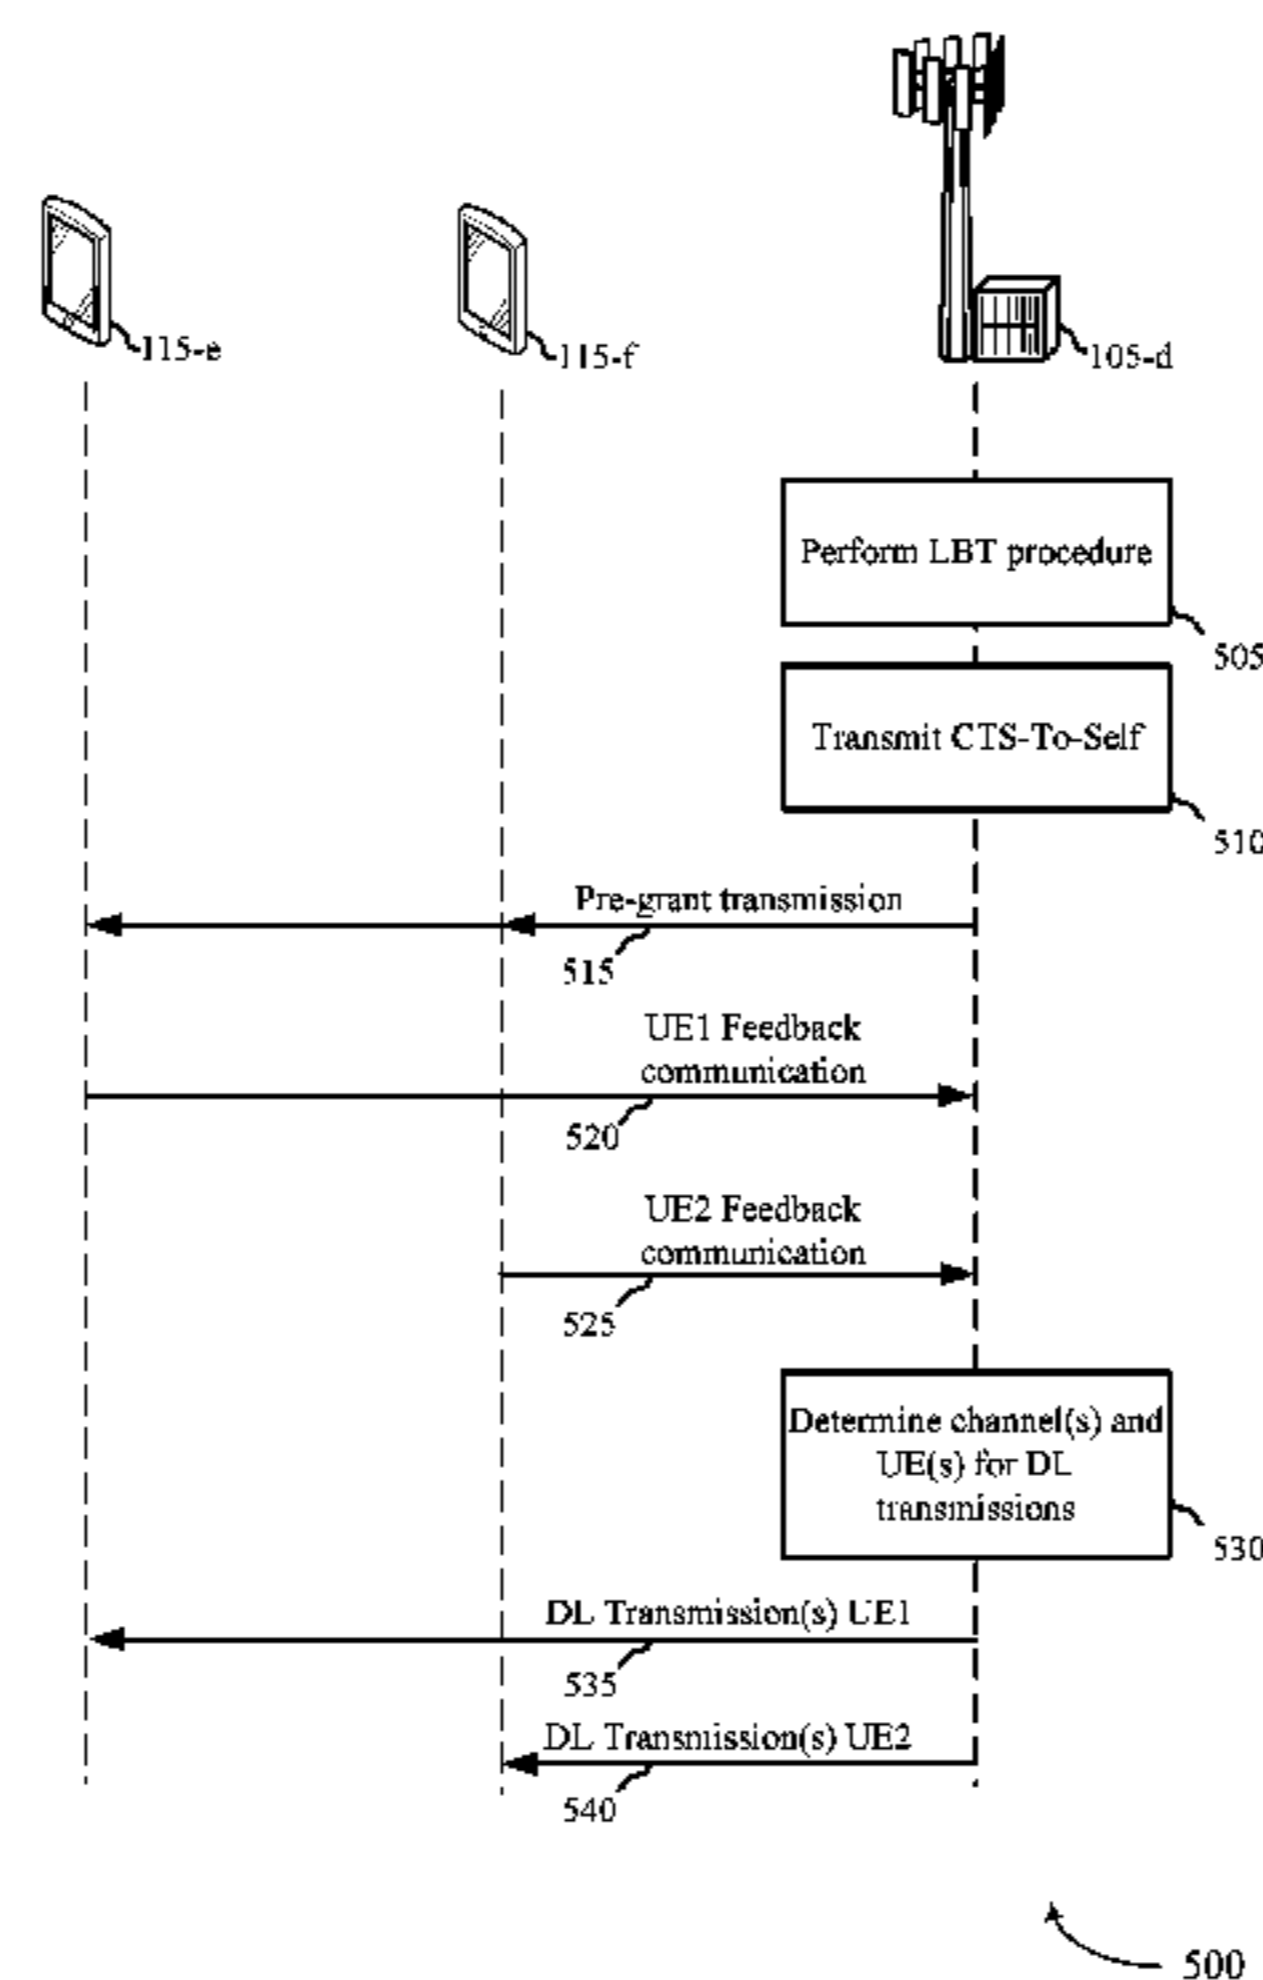 115-e
115-f
105-d
Perform LBT procedure
505
Transmit CTS-To-Self
510
Pre-grant transmission
515
UE1 Feedback
communication
520
UE2 Feedback
communication
525
Determine channel(s) and
UE(s) for DL
transmissions
530
DL Transmission(s) UE1
535
DL Transmission(s) UE2
540
500